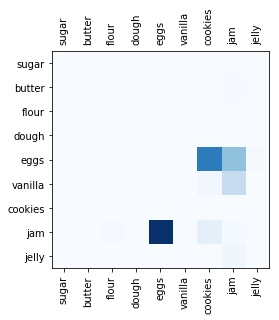 sugar butter flour dough eggs vanilla cookies jam jelly
sugar
butter
flour
dough
eggs
vanilla
cookies
jam
jelly
sugar butter flour dough eggs vanilla cookies jam jelly